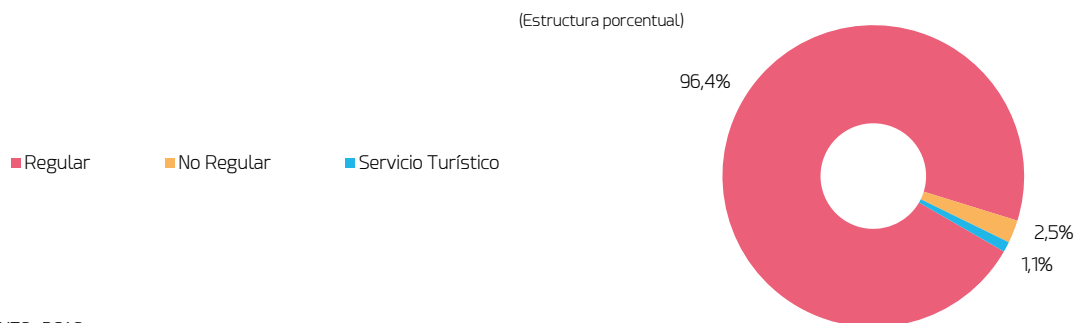 (Estructura porcentual)
96,4%
Regular
No Regular
Servicio Turístico
2,5%
1,1%